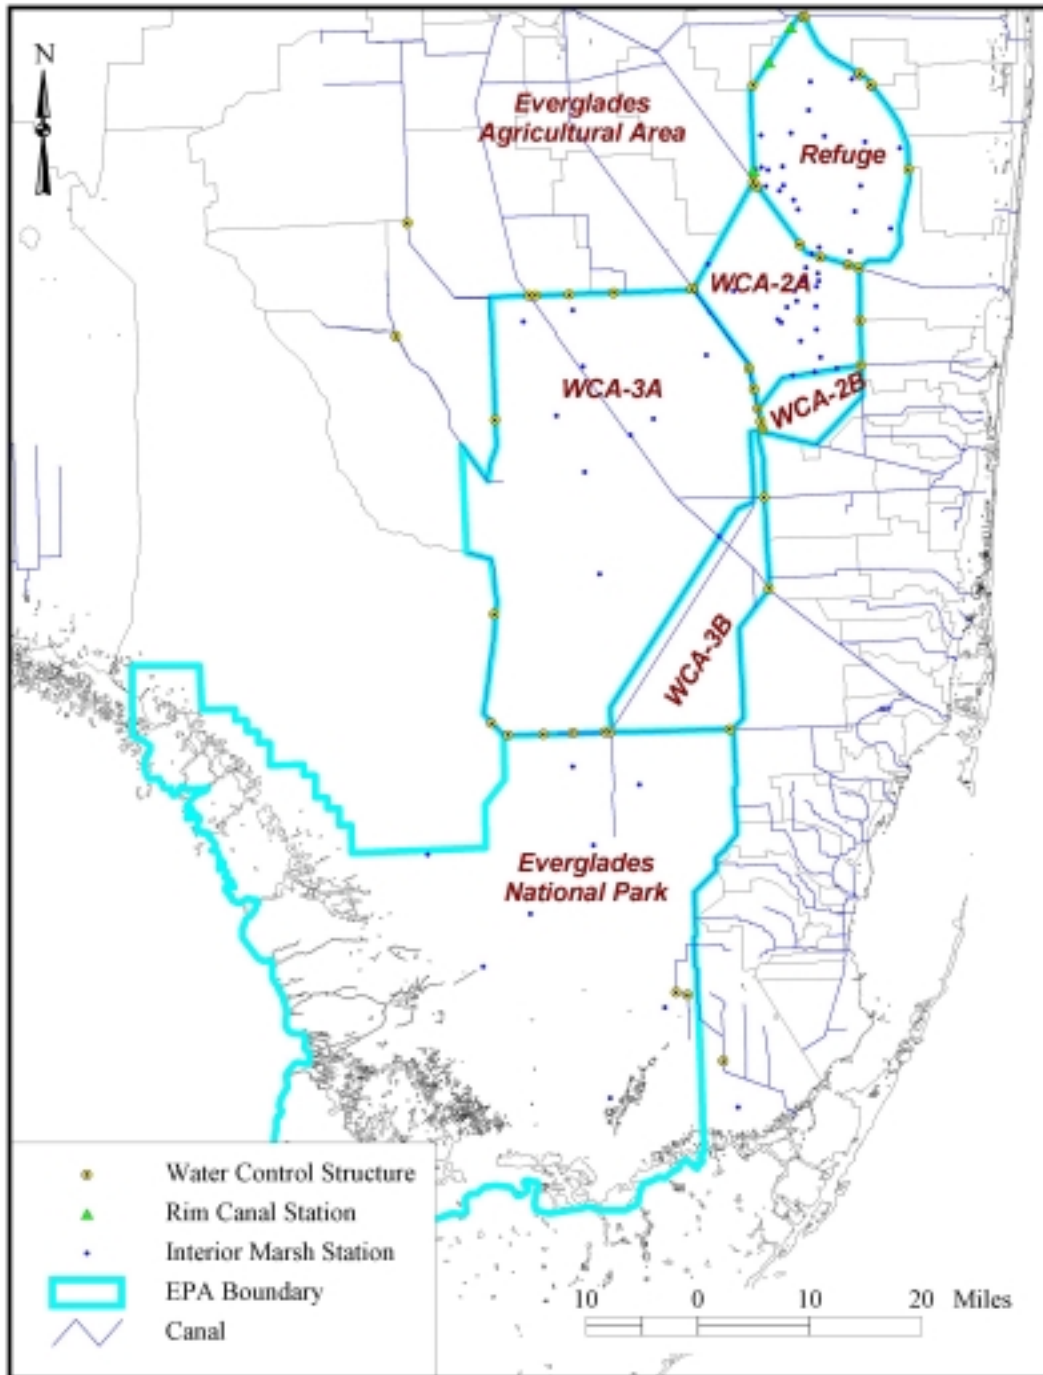 N
Everglades
Agricultural Area
Refuge
WCA-2A
WCA-3A
WCA-2B
WCA-3B
Everglades
National Park
Water Control Structure
Rim Canal Station
Interior Marsh Station
EPA Boundary
Canal
10 0 10 20 Miles